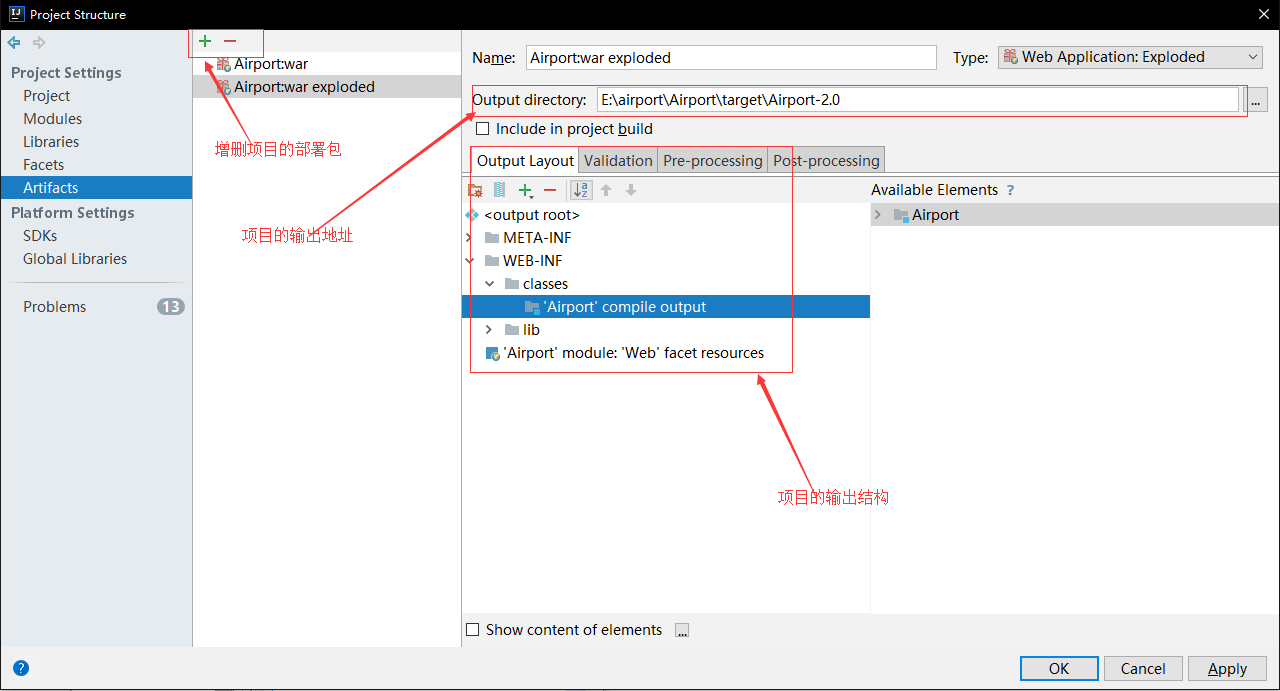 Project Structure
Project Settings
Project
Modules
Libraries
Facets
Artifacts
Platform Settings
SDKs
Global Libraries
Problems 13
Airport:war
Airport:war exploded
增删项目的部署包
项目的输出地址
Name: Airport:war exploded Type: Web Application: Exploded
Output directory: E:\airport\Airport\target\Airport-2.0 ...
Include in project build
Output Layout Validation Pre-processing Post-processing
Available Elements ?
<output root>
META-INF
WEB-INF
classes
'Airport' compile output
lib
'Airport' module: 'Web' facet resources
Airport
项目的输出结构
Show content of elements ...
? OK Cancel Apply